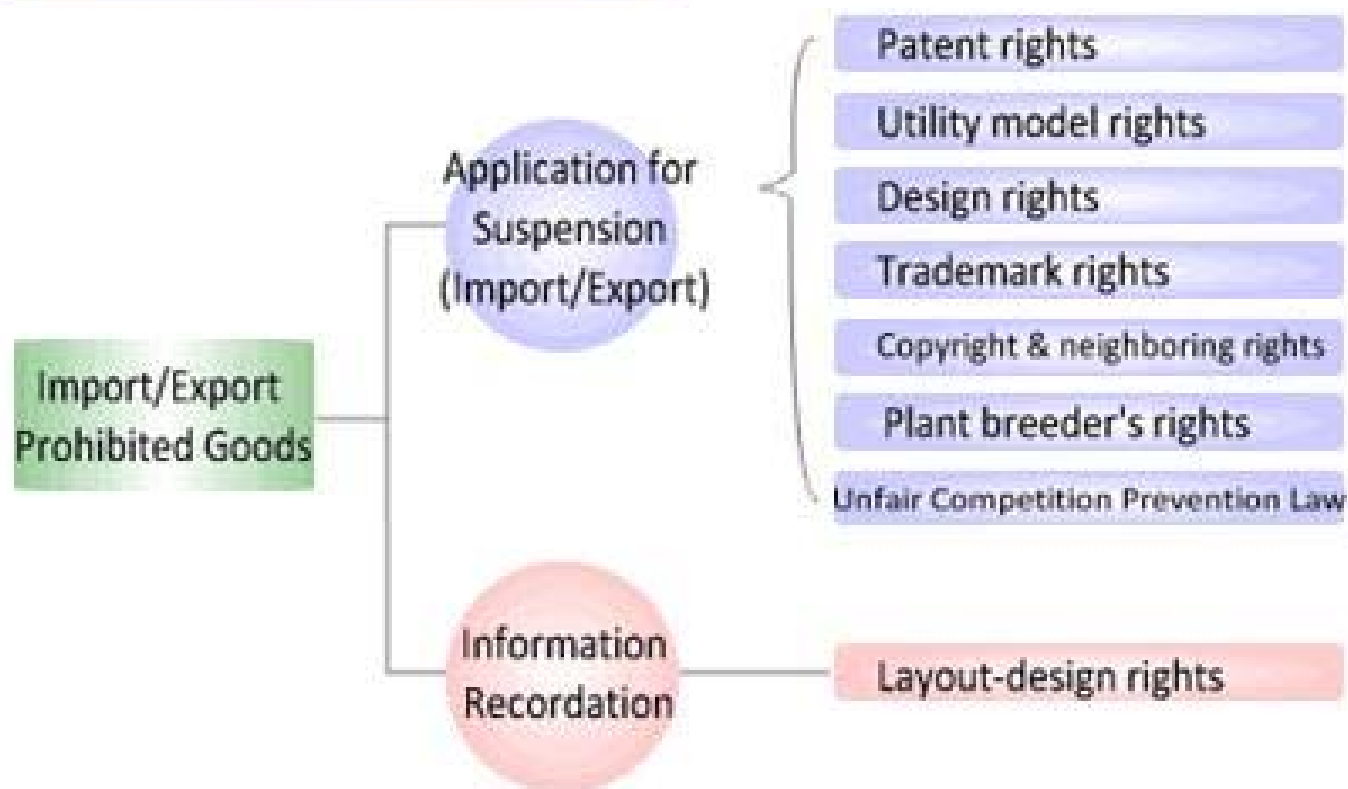 Import/Export
Prohibited Goods
Application for
Suspension
(Import/Export)
Patent rights
Utility model rights
Design rights
Trademark rights
Copyright & neighboring rights
Plant breeder's rights
Unfair Competition Prevention Law
Information
Recordation
Layout-design rights